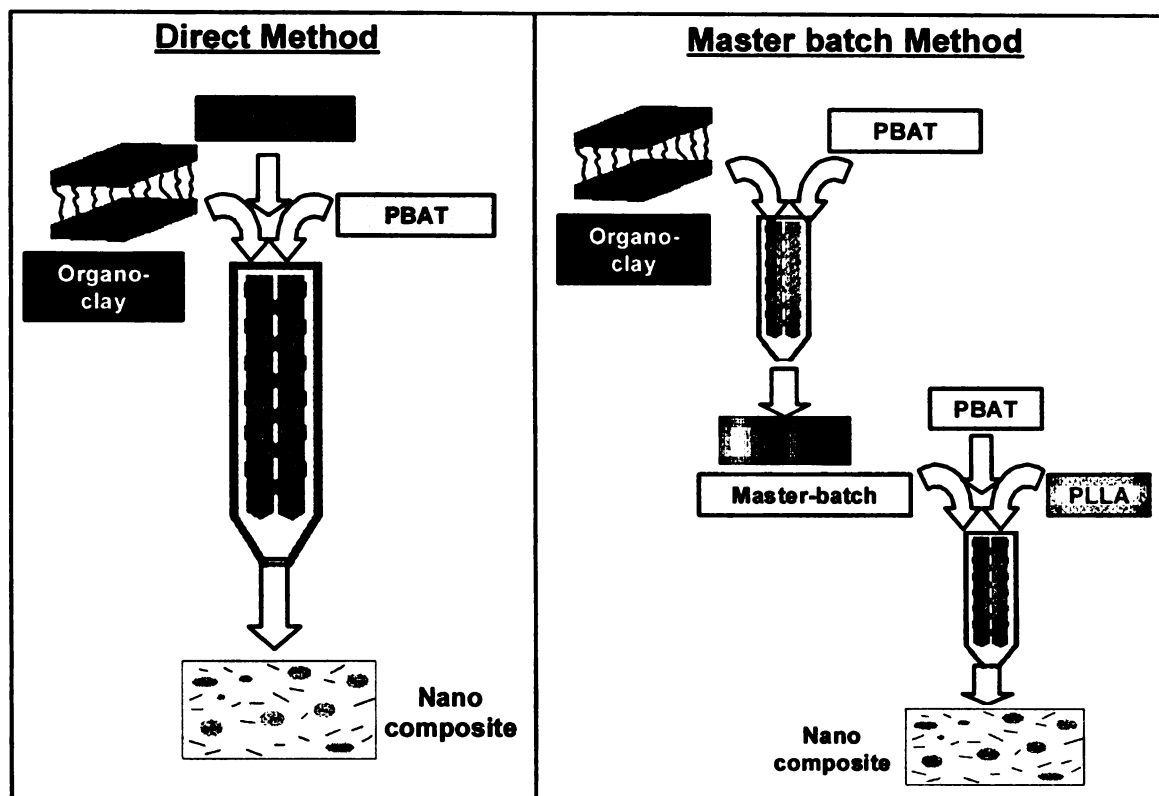 Direct Method
PBAT
Organo-
clay
Nano
composite
Master batch Method
PBAT
Organo-
clay
Master-batch
PBAT
PLLA
Nano
composite